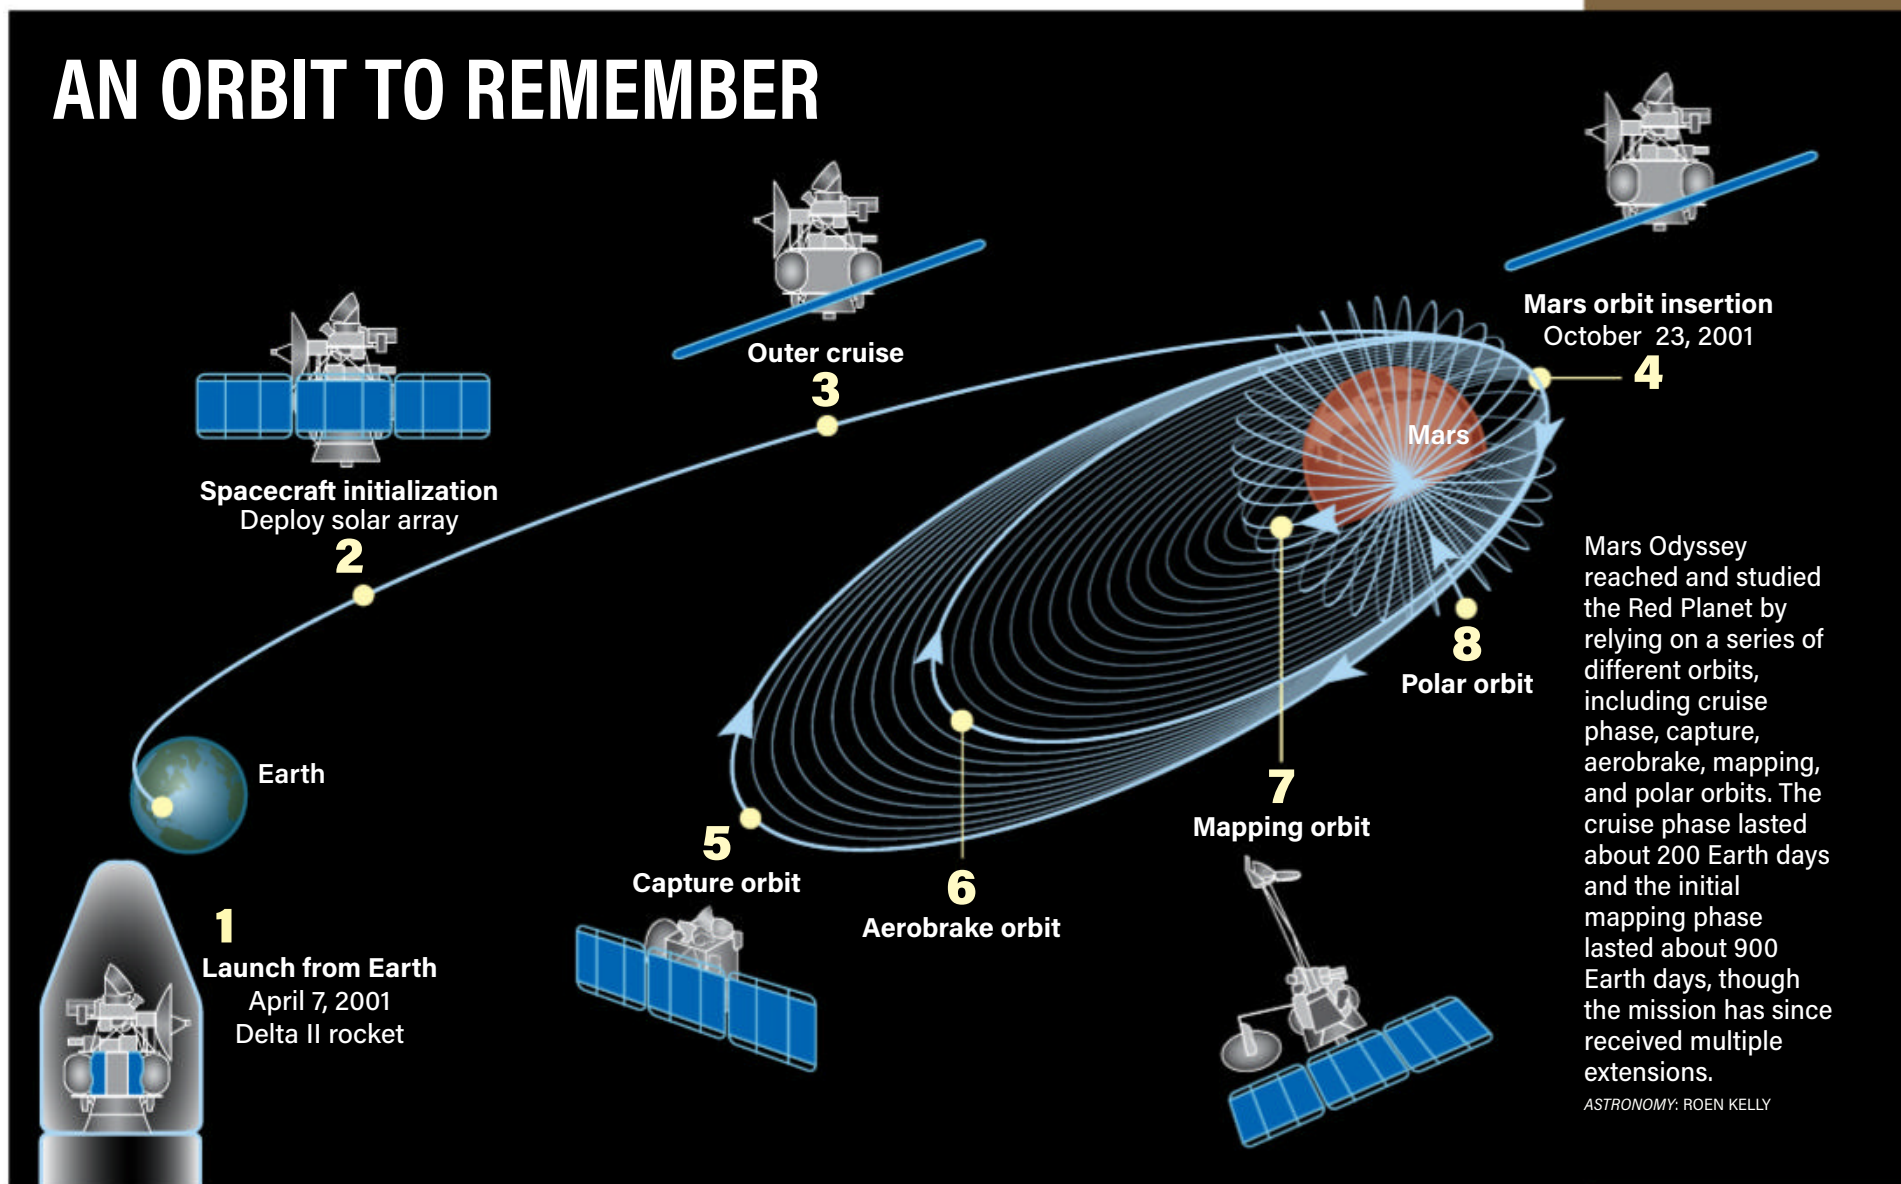 AN ORBIT TO REMEMBER
1
Launch from Earth
April 7, 2001
Delta II rocket
Earth
Spacecraft initialization
Deploy solar array
2
Outer cruise
3
Mars orbit insertion
October 23, 2001
4
Mars
5
Capture orbit
6
Aerobrake orbit
7
Mapping orbit
8
Polar orbit
Mars Odyssey
reached and studied
the Red Planet by
relying on a series of
different orbits,
including cruise
phase, capture,
aerobrake, mapping,
and polar orbits. The
cruise phase lasted
about 200 Earth days
and the initial
mapping phase
lasted about 900
Earth days, though
the mission has since
received multiple
extensions.
ASTRONOMY: ROEN KELLY